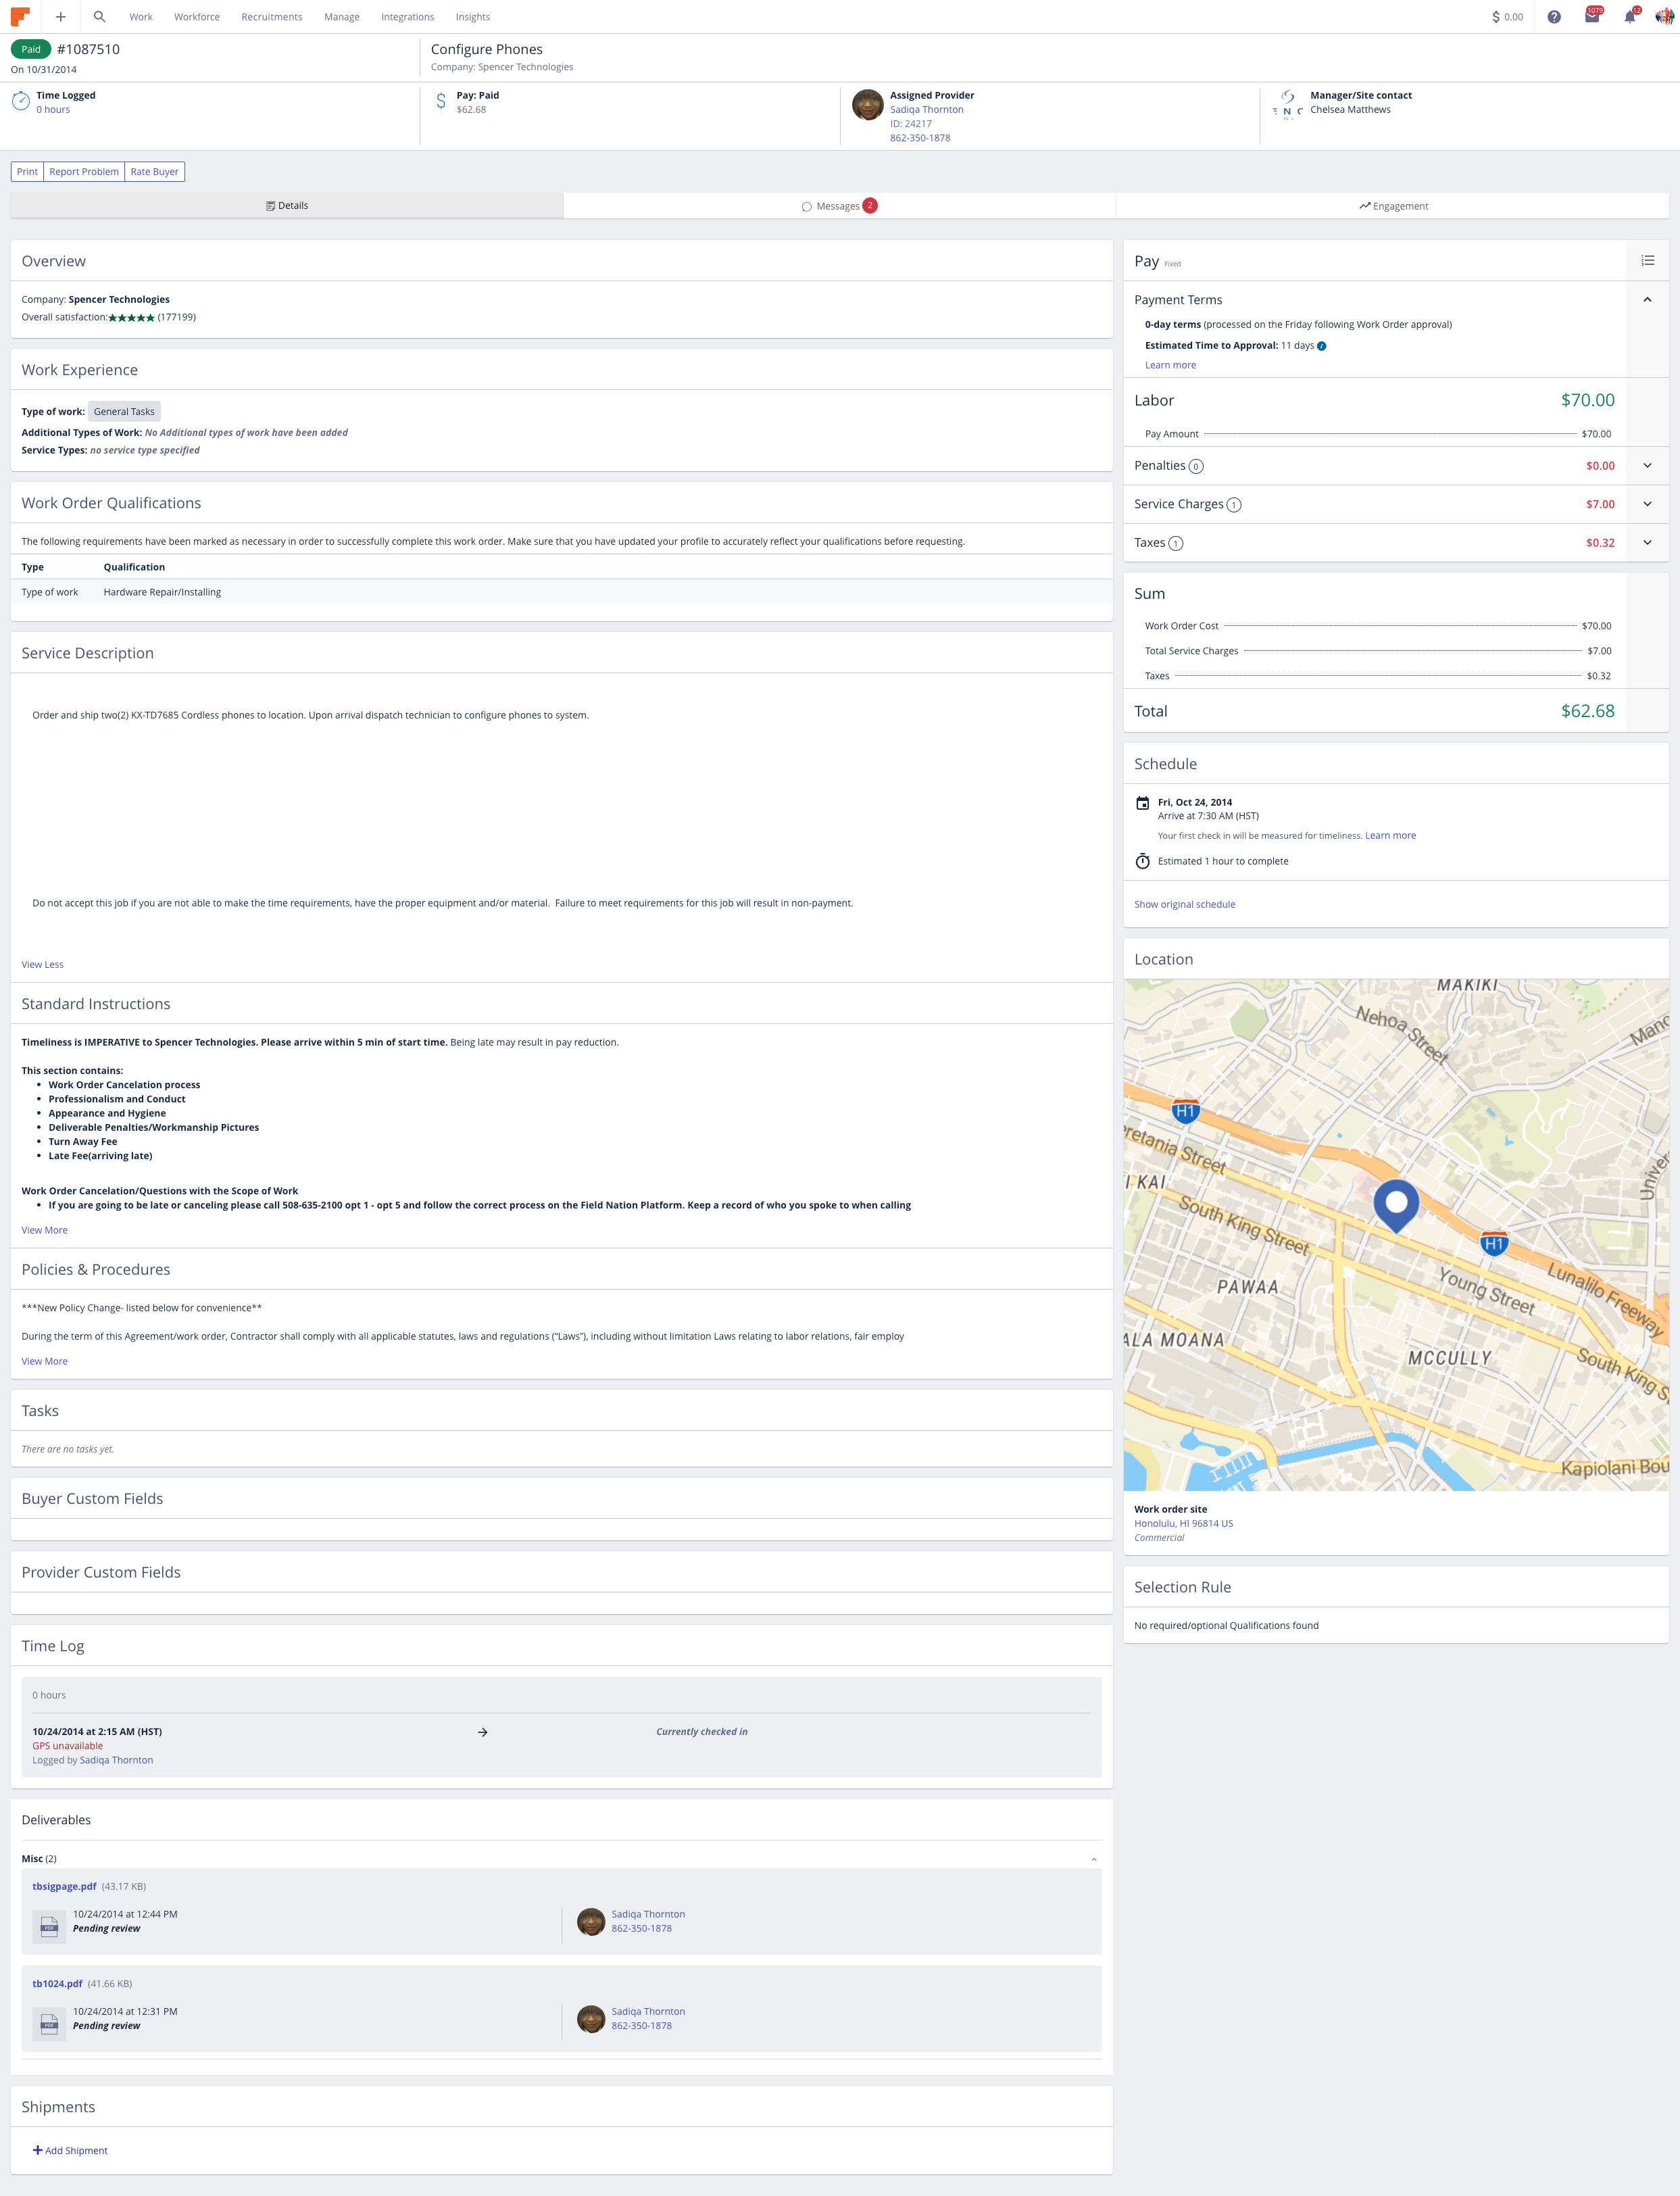 Work Workforce Recruitments Manage Integrations Insights
$ 0.00 1079 12
Paid #1087510
On 10/31/2014
Configure Phones
Company: Spencer Technologies
Time Logged
0 hours
Pay: Paid
$62.68
Assigned Provider
Sadiqa Thornton
ID: 24217
862-350-1878
Manager/Site contact
Chelsea Matthews
Print Report Problem Rate Buyer
Details
Messages 2
Engagement
Overview
Company: Spencer Technologies
Overall satisfaction:★★★★★ (177199)
Work Experience
Type of work: General Tasks
Additional Types of Work: No Additional types of work have been added
Service Types: no service type specified
Work Order Qualifications
The following requirements have been marked as necessary in order to successfully complete this work order. Make sure that you have updated your profile to accurately reflect your qualifications before requesting.
Type Qualification
Type of work Hardware Repair/Installing
Service Description
Order and ship two(2) KX-TD7685 Cordless phones to location. Upon arrival dispatch technician to configure phones to system.
Do not accept this job if you are not able to make the time requirements, have the proper equipment and/or material.  Failure to meet requirements for this job will result in non-payment.
View Less
Standard Instructions
Timeliness is IMPERATIVE to Spencer Technologies. Please arrive within 5 min of start time. Being late may result in pay reduction.
This section contains:
• Work Order Cancelation process
• Professionalism and Conduct
• Appearance and Hygiene
• Deliverable Penalties/Workmanship Pictures
• Turn Away Fee
• Late Fee(arriving late)
Work Order Cancelation/Questions with the Scope of Work
• If you are going to be late or canceling please call 508-635-2100 opt 1 - opt 5 and follow the correct process on the Field Nation Platform. Keep a record of who you spoke to when calling
View More
Policies & Procedures
***New Policy Change- listed below for convenience**
During the term of this Agreement/work order, Contractor shall comply with all applicable statutes, laws and regulations (“Laws”), including without limitation Laws relating to labor relations, fair employ
View More
Tasks
There are no tasks yet.
Buyer Custom Fields
Provider Custom Fields
Time Log
0 hours
10/24/2014 at 2:15 AM (HST)
Currently checked in
GPS unavailable
Logged by Sadiqa Thornton
Deliverables
Misc (2)
tbsigpage.pdf (43.17 KB)
PDF
10/24/2014 at 12:44 PM
Pending review
Sadiqa Thornton
862-350-1878
tb1024.pdf (41.66 KB)
PDF
10/24/2014 at 12:31 PM
Pending review
Sadiqa Thornton
862-350-1878
Shipments
Add Shipment
Pay Fixed
Payment Terms
0-day terms (processed on the Friday following Work Order approval)
Estimated Time to Approval: 11 days
Learn more
Labor $70.00
Pay Amount $70.00
Penalties 0 $0.00
Service Charges 1 $7.00
Taxes 1 $0.32
Sum
Work Order Cost $70.00
Total Service Charges $7.00
Taxes $0.32
Total $62.68
Schedule
Fri, Oct 24, 2014
Arrive at 7:30 AM (HST)
Your first check in will be measured for timeliness. Learn more
Estimated 1 hour to complete
Show original schedule
Location
MAKIKI
Nehoa Street
Mano
H1
retania Street
Univer
I KAI
South King Street
H1
PAWAA
Young Street
Lunalilo Freeway
ALA MOANA
MCCULLY
South King S
Kapiolani Bou
Work order site
Honolulu, HI 96814 US
Commercial
Selection Rule
No required/optional Qualifications found